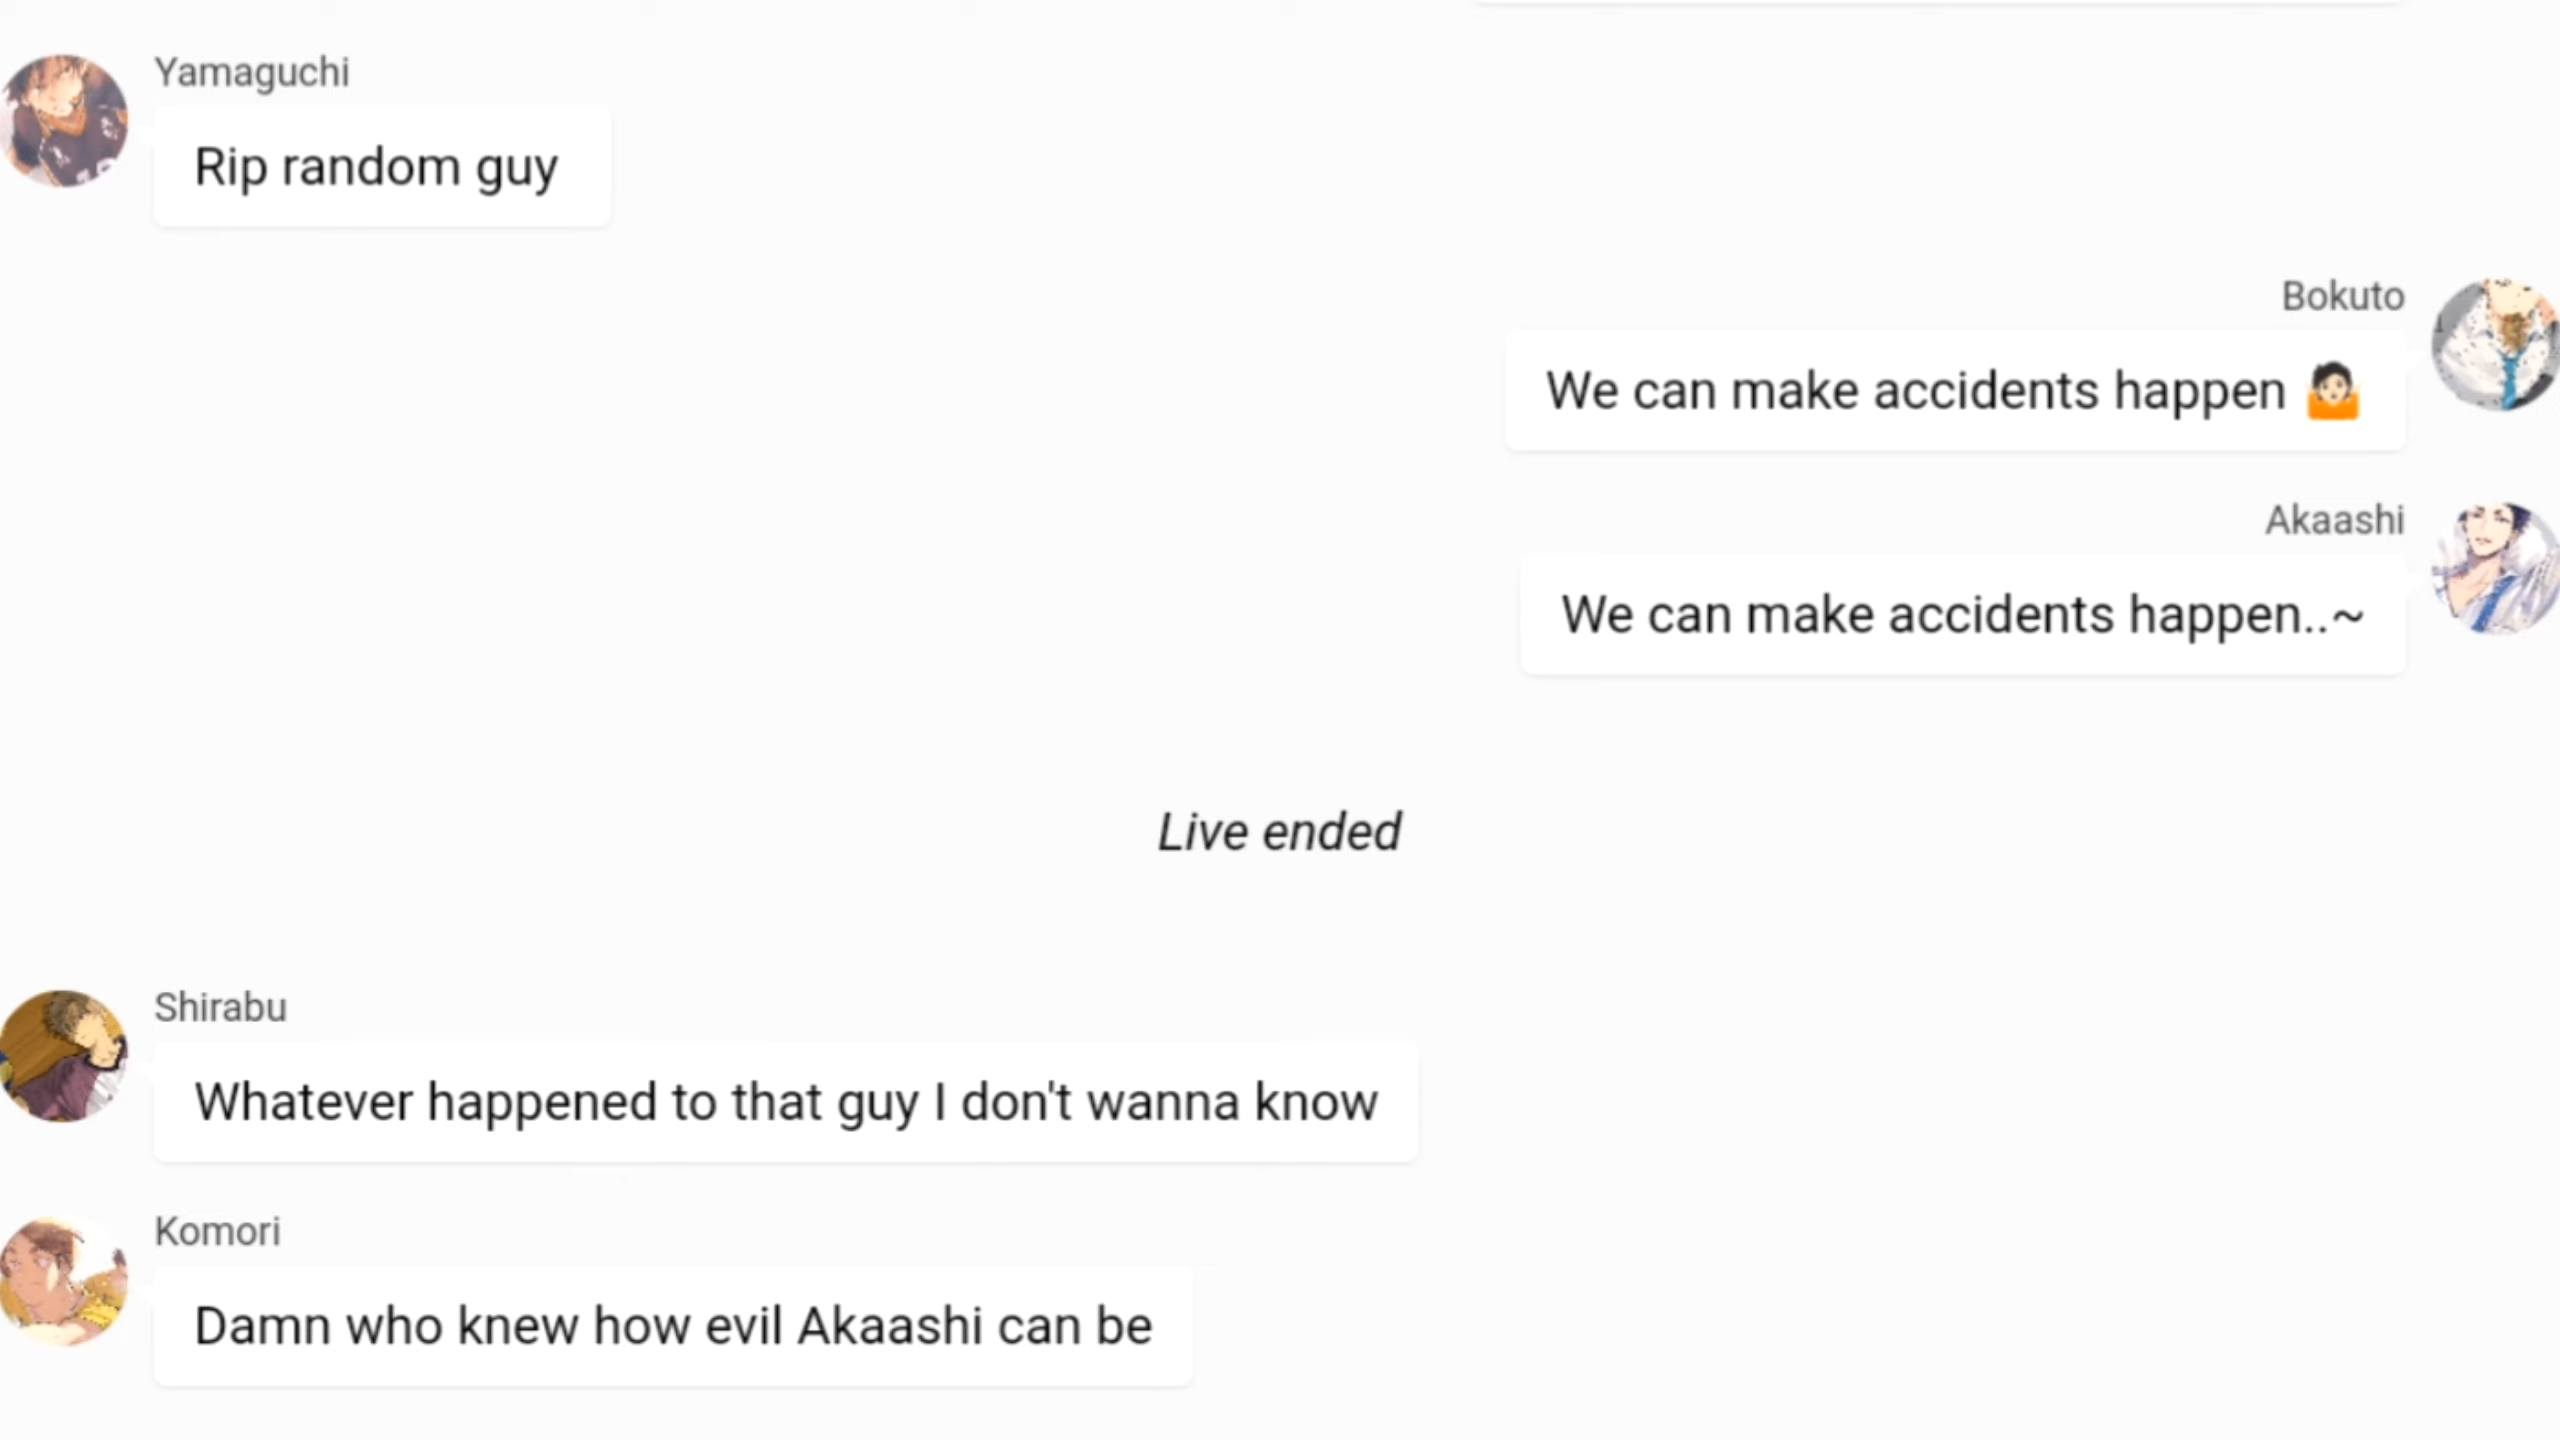 Yamaguchi
Rip random guy
Bokuto
We can make accidents happen 🤷🏻
Akaashi
We can make accidents happen..~
Live ended
Shirabu
Whatever happened to that guy I don't wanna know
Komori
Damn who knew how evil Akaashi can be